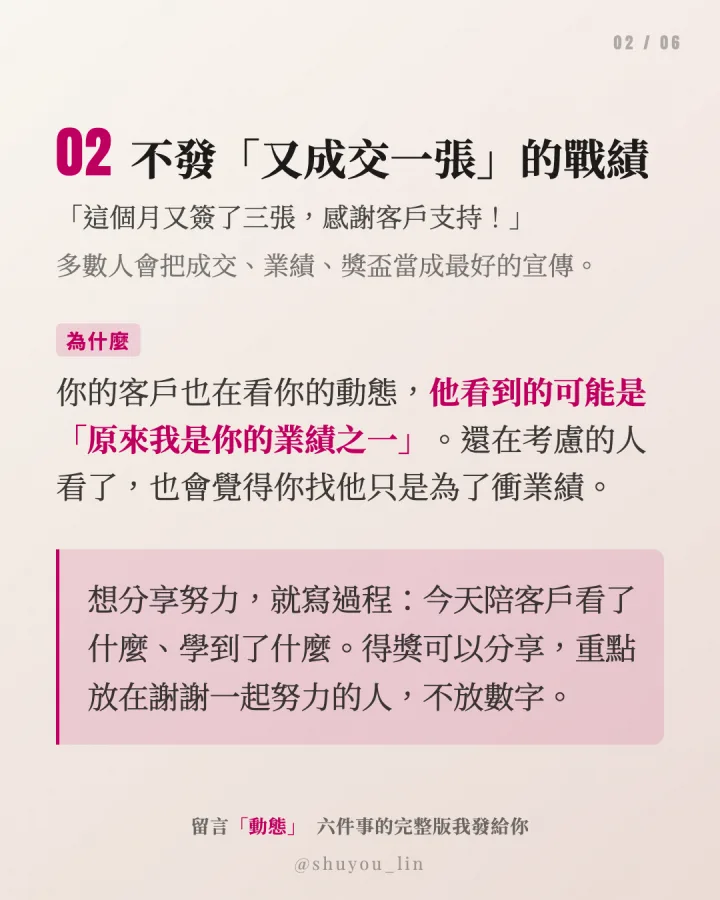 02 / 06
02 不發「又成交一張」的戰績
「這個月又簽了三張，感謝客戶支持！」
多數人會把成交、業績、獎盃當成最好的宣傳。
為什麼
你的客戶也在看你的動態，他看到的可能是
「原來我是你的業績之一」。還在考慮的人
看了，也會覺得你找他只是為了衝業績。
想分享努力，就寫過程：今天陪客戶看了
什麼、學到了什麼。得獎可以分享，重點
放在謝謝一起努力的人，不放數字。
留言「動態」 六件事的完整版我發給你
@shuyou_lin